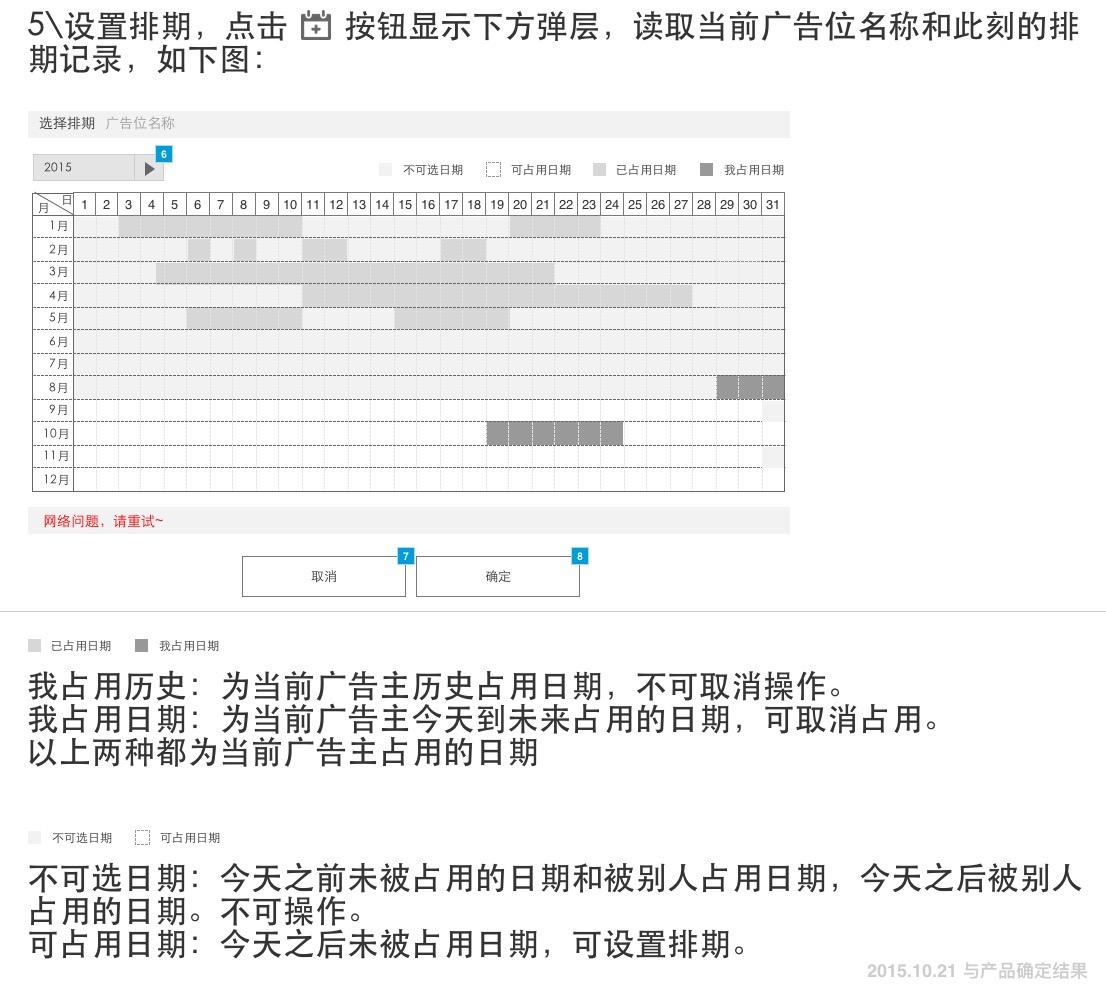 5\设置排期，点击 按钮显示下方弹层，读取当前广告位名称和此刻的排
期记录，如下图：
选择排期 广告位名称
6
2015
不可选日期 可占用日期 已占用日期 我占用日期
日
月
1 2 3 4 5 6 7 8 9 10 11 12 13 14 15 16 17 18 19 20 21 22 23 24 25 26 27 28 29 30 31
1月
2月
3月
4月
5月
6月
7月
8月
9月
10月
11月
12月
网络问题，请重试~
7 8
取消 确定
已占用日期 我占用日期
我占用历史：为当前广告主历史占用日期，不可取消操作。
我占用日期：为当前广告主今天到未来占用的日期，可取消占用。
以上两种都为当前广告主占用的日期
不可选日期 可占用日期
不可选日期：今天之前未被占用的日期和被别人占用日期，今天之后被别人
占用的日期。不可操作。
可占用日期：今天之后未被占用日期，可设置排期。
2015.10.21 与产品确定结果